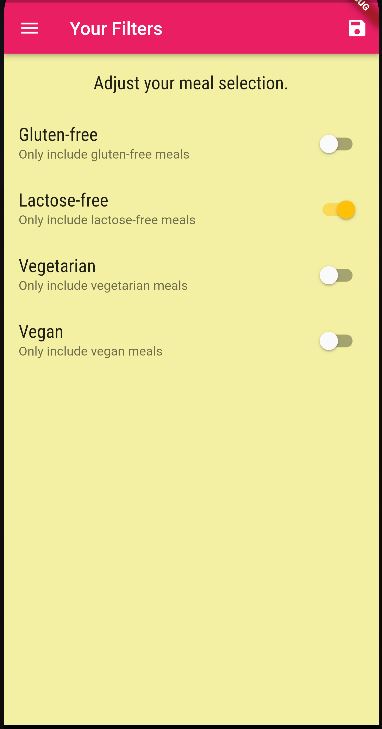 Your Filters
Adjust your meal selection.
Gluten-free
Only include gluten-free meals
Lactose-free
Only include lactose-free meals
Vegetarian
Only include vegetarian meals
Vegan
Only include vegan meals